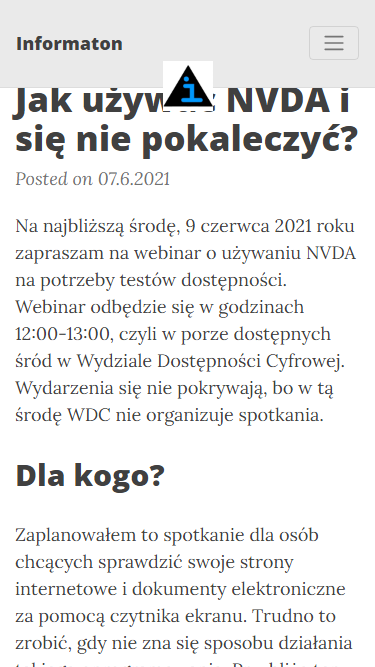 Informaton
i
Jak używać NVDA i
się nie pokaleczyć?
Posted on 07.6.2021
Na najbliższą środę, 9 czerwca 2021 roku
zapraszam na webinar o używaniu NVDA
na potrzeby testów dostępności.
Webinar odbędzie się w godzinach
12:00-13:00, czyli w porze dostępnych
śród w Wydziale Dostępności Cyfrowej.
Wydarzenia się nie pokrywają, bo w tą
środę WDC nie organizuje spotkania.
Dla kogo?
Zaplanowałem to spotkanie dla osób
chcących sprawdzić swoje strony
internetowe i dokumenty elektroniczne
za pomocą czytnika ekranu. Trudno to
zrobić, gdy nie zna się sposobu działania